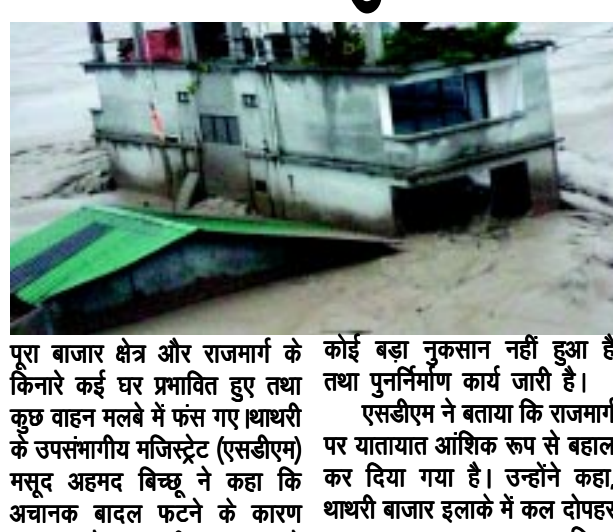 पूरा बाजार क्षेत्र और राजमार्ग के
किनारे कई घर प्रभावित हुए तथा
कुछ वाहन मलबे में फंस गए।थाथरी
के उपसंभागीय मजिस्ट्रेट (एसडीएम)
मसूद अहमद बिच्छू ने कहा कि
अचानक बादल फटने के कारण
कोई बड़ा नुकसान नहीं हुआ है
तथा पुनर्निर्माण कार्य जारी है।
एसडीएम ने बताया कि राजमार्ग
पर यातायात आंशिक रूप से बहाल
कर दिया गया है। उन्होंने कहा,
थाथरी बाजार इलाके में कल दोपहर